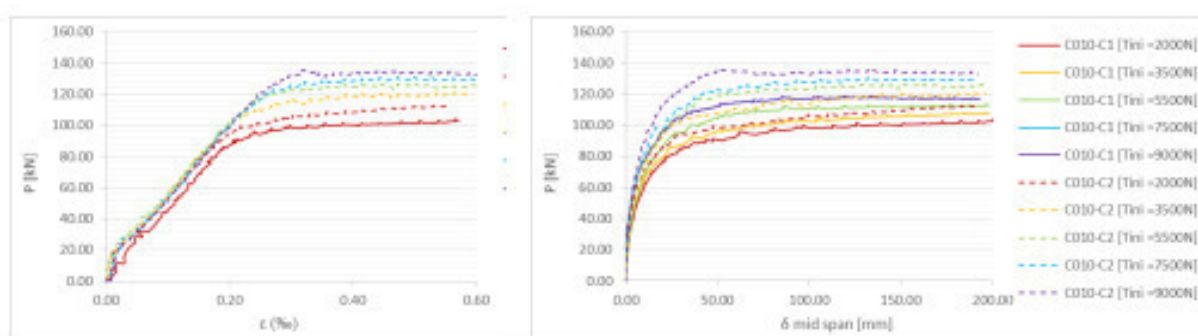 160.00
140.00
120.00
100.00
80.00
60.00
40.00
20.00
0.00
P [kN]
0.00 0.20 0.40 0.60
ε (‰)
160.00
140.00
120.00
100.00
80.00
60.00
40.00
20.00
0.00
P [kN]
0.00 50.00 100.00 150.00 200.00
δ mid span [mm]
C010-C1 [Tini =2000N]
C010-C1 [Tini =3500N]
C010-C1 [Tini =5500N]
C010-C1 [Tini =7500N]
C010-C1 [Tini =9000N]
C010-C2 [Tini =2000N]
C010-C2 [Tini =3500N]
C010-C2 [Tini =5500N]
C010-C2 [Tini =7500N]
C010-C2 [Tini =9000N]